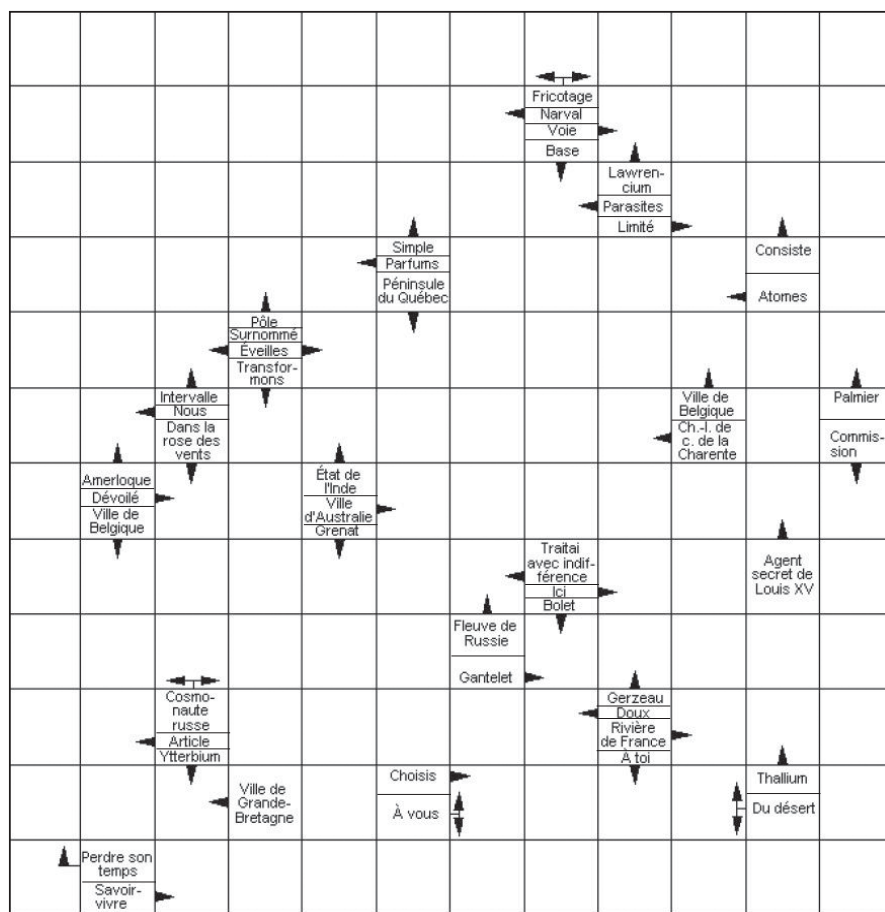 Fricotage
Narval
Voie
Base
Lawren-
cium
Parasites
Limité
Simple
Parfums
Péninsule
du Québec
Consiste
Atomes
Pôle
Surnommé
Éveilles
Transfor-
mons
Intervalle
Nous
Dans la
rose des
vents
Ville de
Belgique
Ch.-l. de
c. de la
Charente
Palmier
Commis-
sion
Amerloque
Dévoilé
Ville de
Belgique
État de
l'Inde
Ville
d'Australie
Grenat
Traitai
avec indif-
férence
Ici
Bolet
Agent
secret de
Louis XV
Fleuve de
Russie
Gantelet
Cosmo-
naute
russe
Article
Ytterbium
Gerzeau
Doux
Rivière
de France
À toi
Ville de
Grande-
Bretagne
Choisis
À vous
Thallium
Du désert
Perdre son
temps
Savoir-
vivre